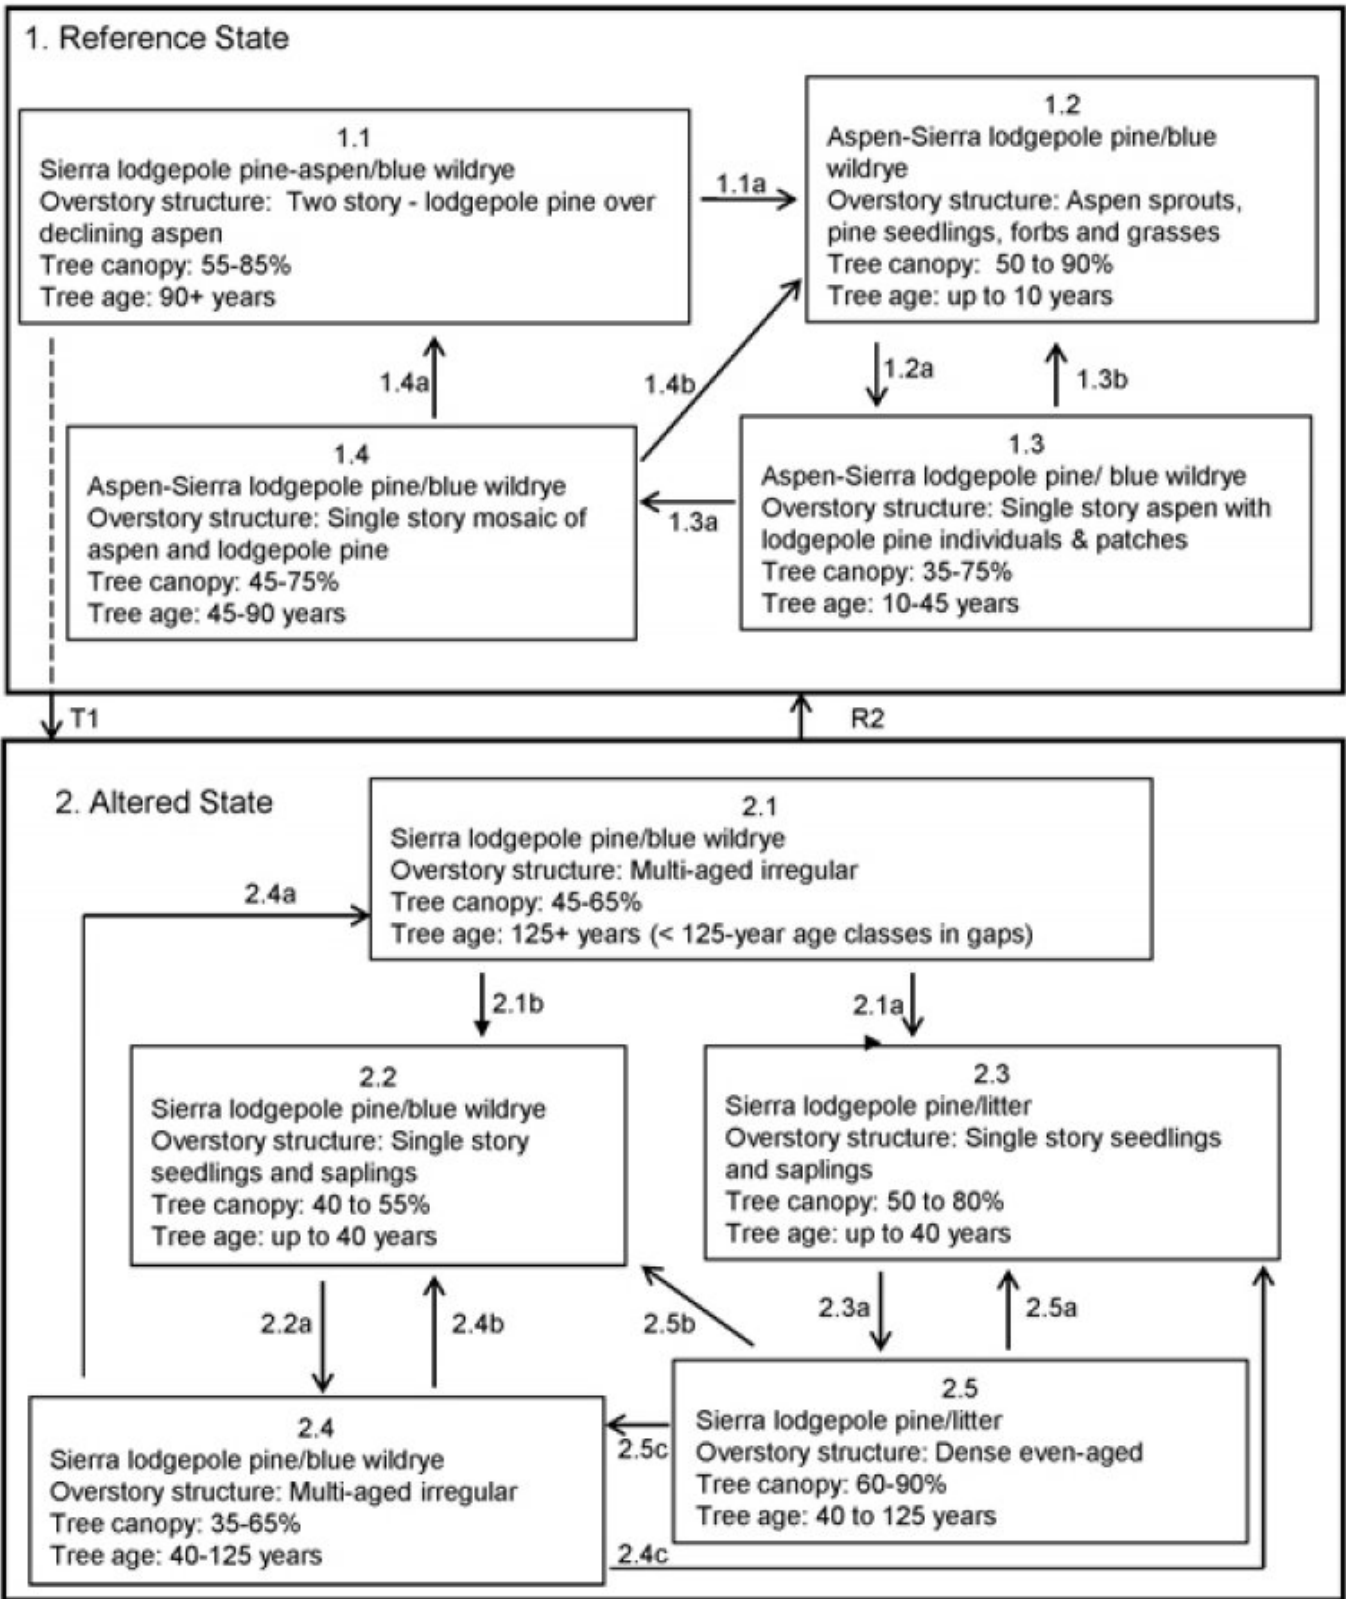 1. Reference State
1.1
Sierra lodgepole pine-aspen/blue wildrye
Overstory structure:  Two story - lodgepole pine over
declining aspen
Tree canopy: 55-85%
Tree age: 90+ years
1.1a
1.2
Aspen-Sierra lodgepole pine/blue
wildrye
Overstory structure: Aspen sprouts,
pine seedlings, forbs and grasses
Tree canopy:  50 to 90%
Tree age: up to 10 years
1.4a
1.4b
1.2a
1.3b
1.4
Aspen-Sierra lodgepole pine/blue wildrye
Overstory structure: Single story mosaic of
aspen and lodgepole pine
Tree canopy: 45-75%
Tree age: 45-90 years
1.3a
1.3
Aspen-Sierra lodgepole pine/ blue wildrye
Overstory structure: Single story aspen with
lodgepole pine individuals & patches
Tree canopy: 35-75%
Tree age: 10-45 years
T1
R2
2. Altered State
2.1
Sierra lodgepole pine/blue wildrye
Overstory structure: Multi-aged irregular
Tree canopy: 45-65%
Tree age: 125+ years (< 125-year age classes in gaps)
2.4a
2.1b
2.1a
2.2
Sierra lodgepole pine/blue wildrye
Overstory structure: Single story
seedlings and saplings
Tree canopy: 40 to 55%
Tree age: up to 40 years
2.3
Sierra lodgepole pine/litter
Overstory structure: Single story seedlings
and saplings
Tree canopy: 50 to 80%
Tree age: up to 40 years
2.2a
2.4b
2.5b
2.3a
2.5a
2.4
Sierra lodgepole pine/blue wildrye
Overstory structure: Multi-aged irregular
Tree canopy: 35-65%
Tree age: 40-125 years
2.5c
2.5
Sierra lodgepole pine/litter
Overstory structure: Dense even-aged
Tree canopy: 60-90%
Tree age: 40 to 125 years
2.4c